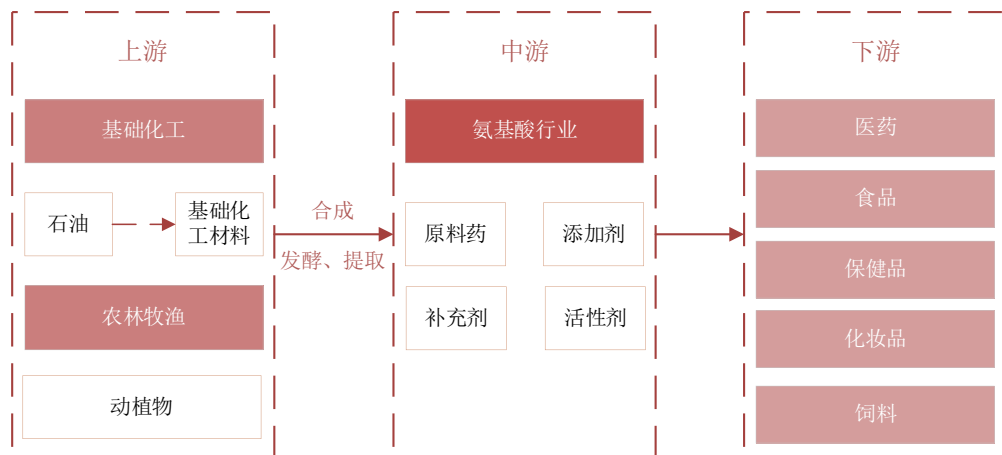 上游
基础化工
石油
基础化
工材料
农林牧渔
动植物
合成
发酵、提取
中游
氨基酸行业
原料药
添加剂
补充剂
活性剂
下游
医药
食品
保健品
化妆品
饲料